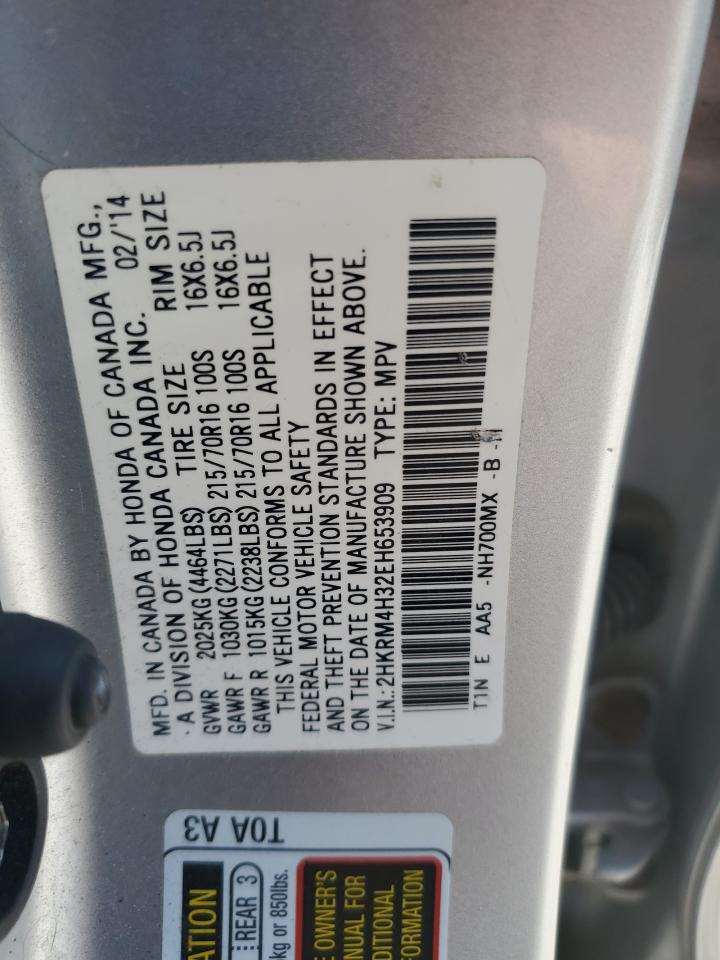 MFD. IN CANADA BY HONDA OF CANADA MFG.,
A DIVISION OF HONDA CANADA INC. 02/'14
GVWR 2025KG(4464LBS) TIRE SIZE RIM SIZE
GAWR F 1030KG(2271LBS) 215/70R16 100S 16X6.5J
GAWR R 1015KG(2238LBS) 215/70R16 100S 16X6.5J
THIS VEHICLE CONFORMS TO ALL APPLICABLE
FEDERAL MOTOR VEHICLE SAFETY
AND THEFT PREVENTION STANDARDS IN EFFECT
ON THE DATE OF MANUFACTURE SHOWN ABOVE.
V.I.N.: 2HKRM4H32EH653909 TYPE: MPV
T1N E AA5 -NH700MX -B
T0A A3
ATION
REAR 3
kg or 850lbs.
E OWNER'S
NUAL FOR
DITIONAL
FORMATION